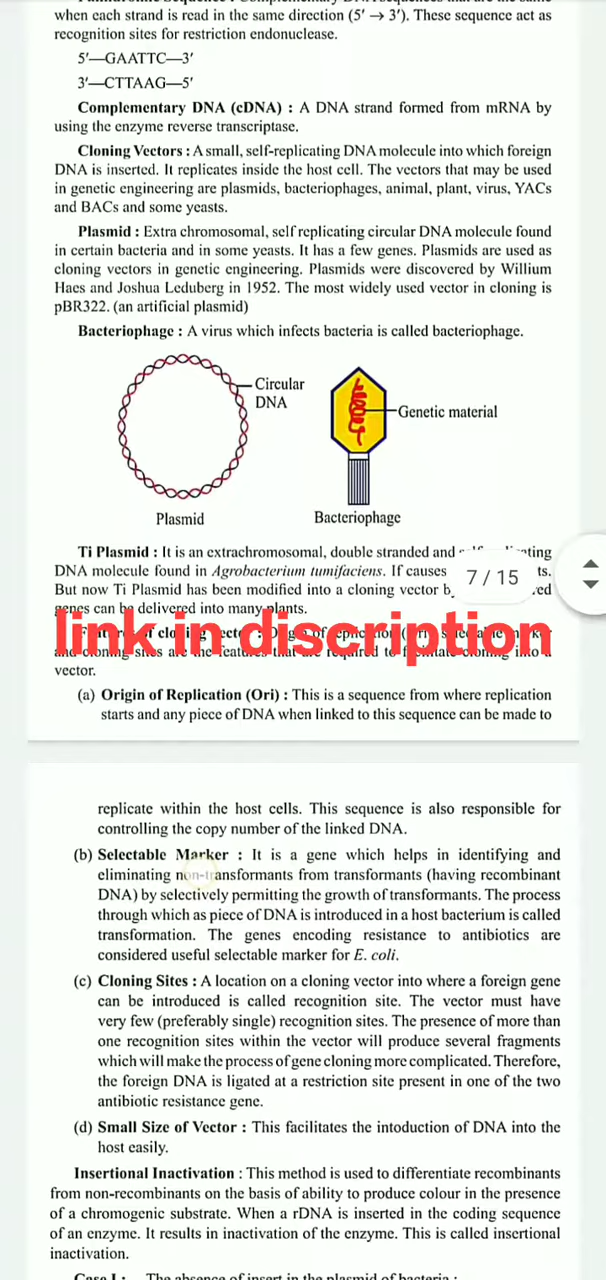 when each strand is read in the same direction (5′ → 3′). These sequence act as
recognition sites for restriction endonuclease.
5′—GAATTC—3′
3′—CTTAAG—5′
Complementary DNA (cDNA) : A DNA strand formed from mRNA by
using the enzyme reverse transcriptase.
Cloning Vectors : A small, self-replicating DNA molecule into which foreign
DNA is inserted. It replicates inside the host cell. The vectors that may be used
in genetic engineering are plasmids, bacteriophages, animal, plant, virus, YACs
and BACs and some yeasts.
Plasmid : Extra chromosomal, self replicating circular DNA molecule found
in certain bacteria and in some yeasts. It has a few genes. Plasmids are used as
cloning vectors in genetic engineering. Plasmids were discovered by Willium
Haes and Joshua Leduberg in 1952. The most widely used vector in cloning is
pBR322. (an artificial plasmid)
Bacteriophage : A virus which infects bacteria is called bacteriophage.
Circular
DNA
Genetic material
Plasmid
Bacteriophage
Ti Plasmid : It is an extrachromosomal, double stranded and
DNA molecule found in Agrobacterium tumifaciens. If causes
7 / 15
But now Ti Plasmid has been modified into a cloning vector
genes can be delivered into many plants.
link in discription
vector.
(a) Origin of Replication (Ori) : This is a sequence from where replication
starts and any piece of DNA when linked to this sequence can be made to
replicate within the host cells. This sequence is also responsible for
controlling the copy number of the linked DNA.
(b) Selectable Marker : It is a gene which helps in identifying and
eliminating non-transformants from transformants (having recombinant
DNA) by selectively permitting the growth of transformants. The process
through which as piece of DNA is introduced in a host bacterium is called
transformation. The genes encoding resistance to antibiotics are
considered useful selectable marker for E. coli.
(c) Cloning Sites : A location on a cloning vector into where a foreign gene
can be introduced is called recognition site. The vector must have
very few (preferably single) recognition sites. The presence of more than
one recognition sites within the vector will produce several fragments
which will make the process of gene cloning more complicated. Therefore,
the foreign DNA is ligated at a restriction site present in one of the two
antibiotic resistance gene.
(d) Small Size of Vector : This facilitates the intoduction of DNA into the
host easily.
Insertional Inactivation : This method is used to differentiate recombinants
from non-recombinants on the basis of ability to produce colour in the presence
of a chromogenic substrate. When a rDNA is inserted in the coding sequence
of an enzyme. It results in inactivation of the enzyme. This is called insertional
inactivation.